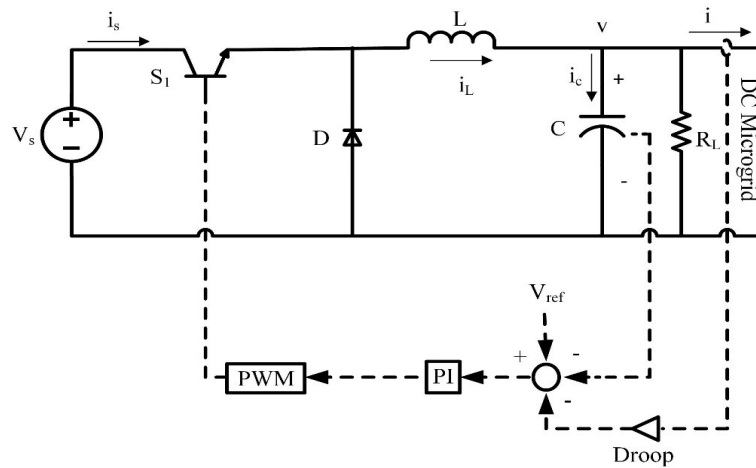 i_s
L
v
i
S_1
i_L
i_c
+
V_s
+
-
D
C
-
R_L
DC Microgrid
V_ref
+
-
-
PWM
PI
Droop